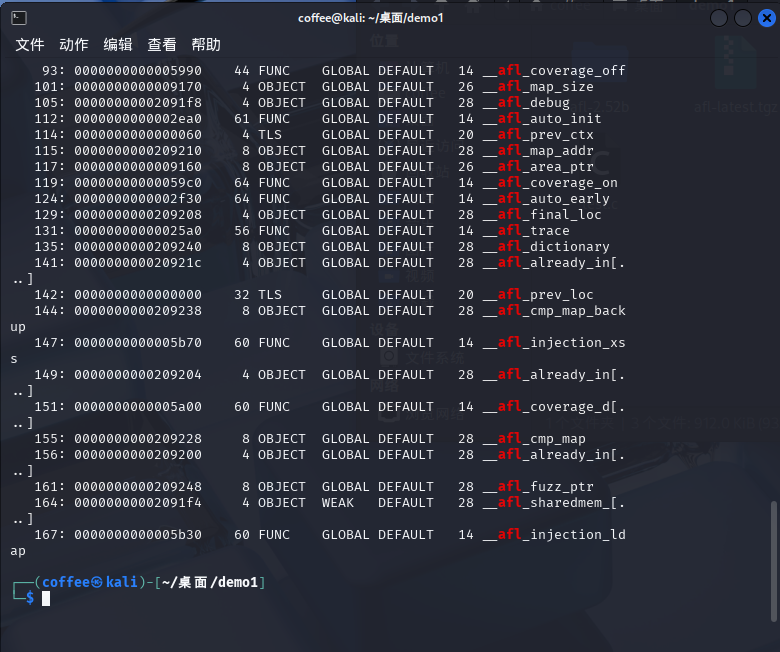 coffee@kali: ~/桌面/demo1
文件 动作 编辑 查看 帮助
93: 0000000000005990 44 FUNC GLOBAL DEFAULT 14 __afl_coverage_off
101: 0000000000009170 4 OBJECT GLOBAL DEFAULT 26 __afl_map_size
105: 00000000002091f8 4 OBJECT GLOBAL DEFAULT 28 __afl_debug
112: 0000000000002ea0 61 FUNC GLOBAL DEFAULT 14 __afl_auto_init
114: 0000000000000060 4 TLS GLOBAL DEFAULT 20 __afl_prev_ctx
115: 0000000000209210 8 OBJECT GLOBAL DEFAULT 28 __afl_map_addr
117: 0000000000209160 8 OBJECT GLOBAL DEFAULT 26 __afl_area_ptr
119: 00000000000059c0 64 FUNC GLOBAL DEFAULT 14 __afl_coverage_on
124: 0000000000002f30 64 FUNC GLOBAL DEFAULT 14 __afl_auto_early
129: 0000000000209208 4 OBJECT GLOBAL DEFAULT 28 __afl_final_loc
131: 00000000000025a0 56 FUNC GLOBAL DEFAULT 14 __afl_trace
135: 0000000000209240 8 OBJECT GLOBAL DEFAULT 28 __afl_dictionary
141: 000000000020921c 4 OBJECT GLOBAL DEFAULT 28 __afl_already_in[.
..]
142: 0000000000000000 32 TLS GLOBAL DEFAULT 20 __afl_prev_loc
144: 0000000000209238 8 OBJECT GLOBAL DEFAULT 28 __afl_cmp_map_back
up
147: 0000000000005b70 60 FUNC GLOBAL DEFAULT 14 __afl_injection_xs
s
149: 0000000000209204 4 OBJECT GLOBAL DEFAULT 28 __afl_already_in[.
..]
151: 0000000000005a00 60 FUNC GLOBAL DEFAULT 14 __afl_coverage_d[.
..]
155: 0000000000209228 8 OBJECT GLOBAL DEFAULT 28 __afl_cmp_map
156: 0000000000209200 4 OBJECT GLOBAL DEFAULT 28 __afl_already_in[.
..]
161: 0000000000209248 8 OBJECT GLOBAL DEFAULT 28 __afl_fuzz_ptr
164: 00000000002091f4 4 OBJECT WEAK DEFAULT 28 __afl_sharedmem_[.
..]
167: 0000000000005b30 60 FUNC GLOBAL DEFAULT 14 __afl_injection_ld
ap
┌──(coffee㉿kali)-[~/桌面/demo1]
└─$